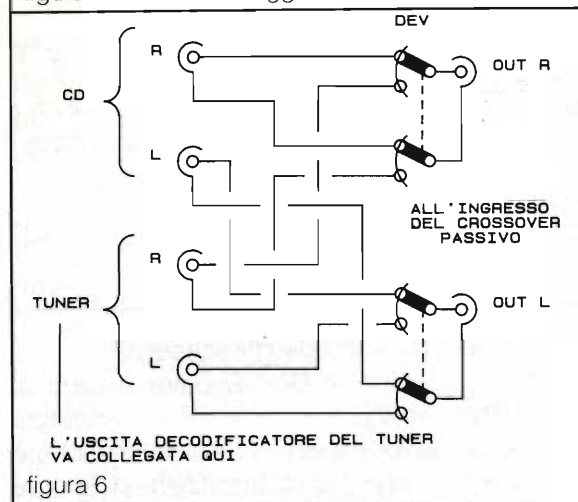 DEV
R
OUT R
CD
L
ALL'INGRESSO
DEL CROSSOVER
PASSIVO
R
TUNER
OUT L
L
L'USCITA DECODIFICATORE DEL TUNER
VA COLLEGATA QUI
figura 6